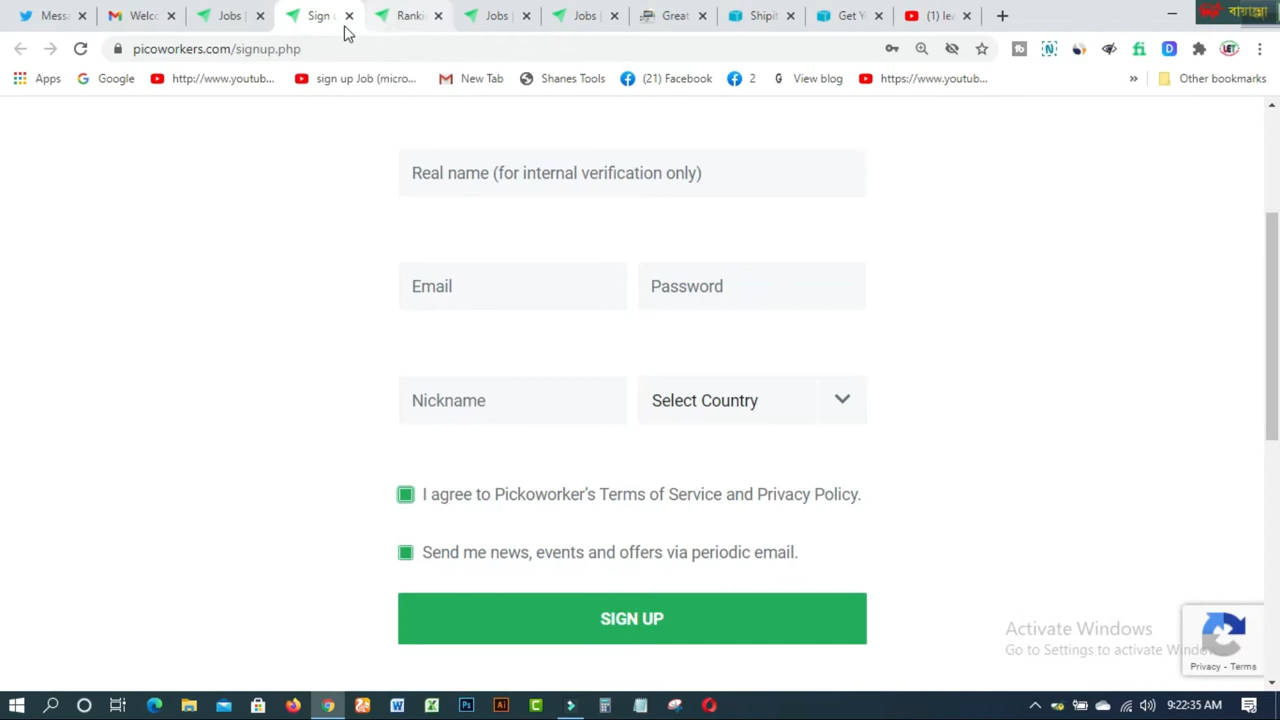 Messa
Welco
Jobs |
Sign u
Ranki
Jobs
Jobs |
Great
Shipi
Get Y
(1) le
বায়ান্নো
picoworkers.com/signup.php
Apps
Google
http://www.youtub...
sign up Job (micro...
New Tab
Shanes Tools
(21) Facebook
2
View blog
https://www.youtub...
»
Other bookmarks
Real name (for internal verification only)
Email
Password
Nickname
Select Country
I agree to Pickoworker's Terms of Service and Privacy Policy.
Send me news, events and offers via periodic email.
SIGN UP
Activate Windows
Go to Settings to activate Windo
Privacy - Terms
9:22:35 AM